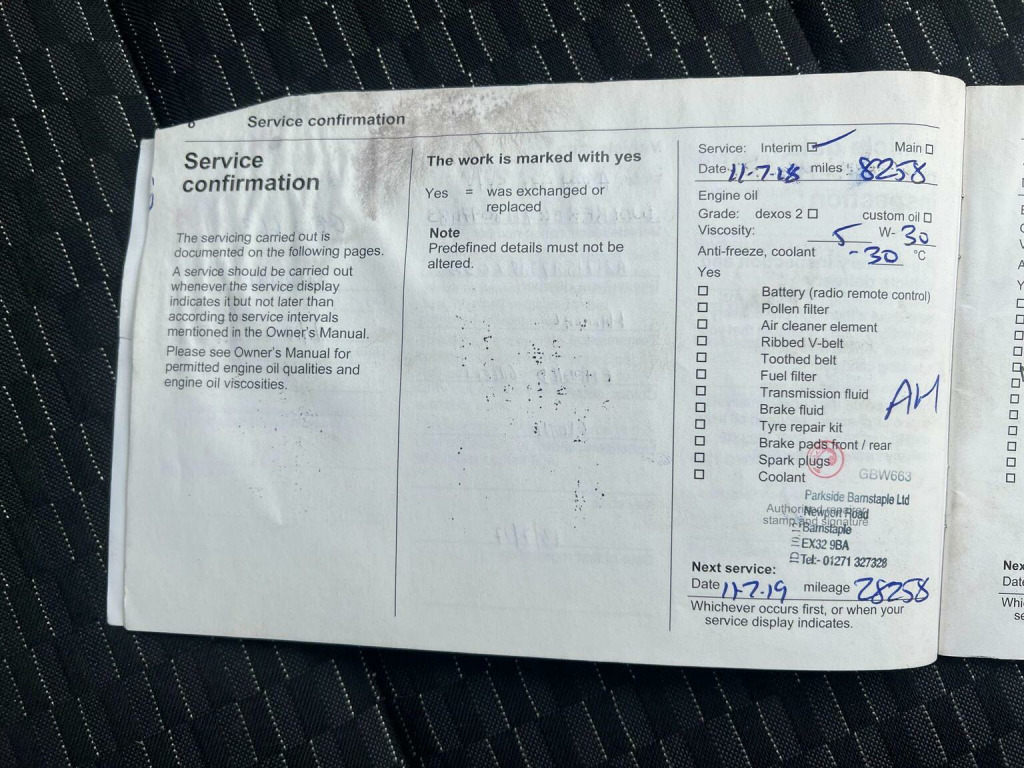 Service confirmation
Service
confirmation
The servicing carried out is
documented on the following pages.
A service should be carried out
whenever the service display
indicates it but not later than
according to service intervals
mentioned in the Owner's Manual.
Please see Owner's Manual for
permitted engine oil qualities and
engine oil viscosities.
The work is marked with yes
Yes = was exchanged or
replaced
Note
Predefined details must not be
altered.
Service: Interim ☑ Main ☐
Date 11-7-18 miles 8258
Engine oil
Grade: dexos 2 ☐ custom oil ☐
Viscosity: 5 W- 30
Anti-freeze, coolant -30 °C
Yes
☐ Battery (radio remote control)
☐ Pollen filter
☐ Air cleaner element
☐ Ribbed V-belt
☐ Toothed belt
☐ Fuel filter
☐ Transmission fluid
☐ Brake fluid
☐ Tyre repair kit
☐ Brake pads front / rear
☐ Spark plugs
☐ Coolant
AH
GBW663
Parkside Barnstaple Ltd
Newport Road
stamp and signature
Barnstaple
EX32 9BA
Tel:- 01271 327328
Next service:
Date 11-7-19 mileage 28258
Whichever occurs first, or when your
service display indicates.